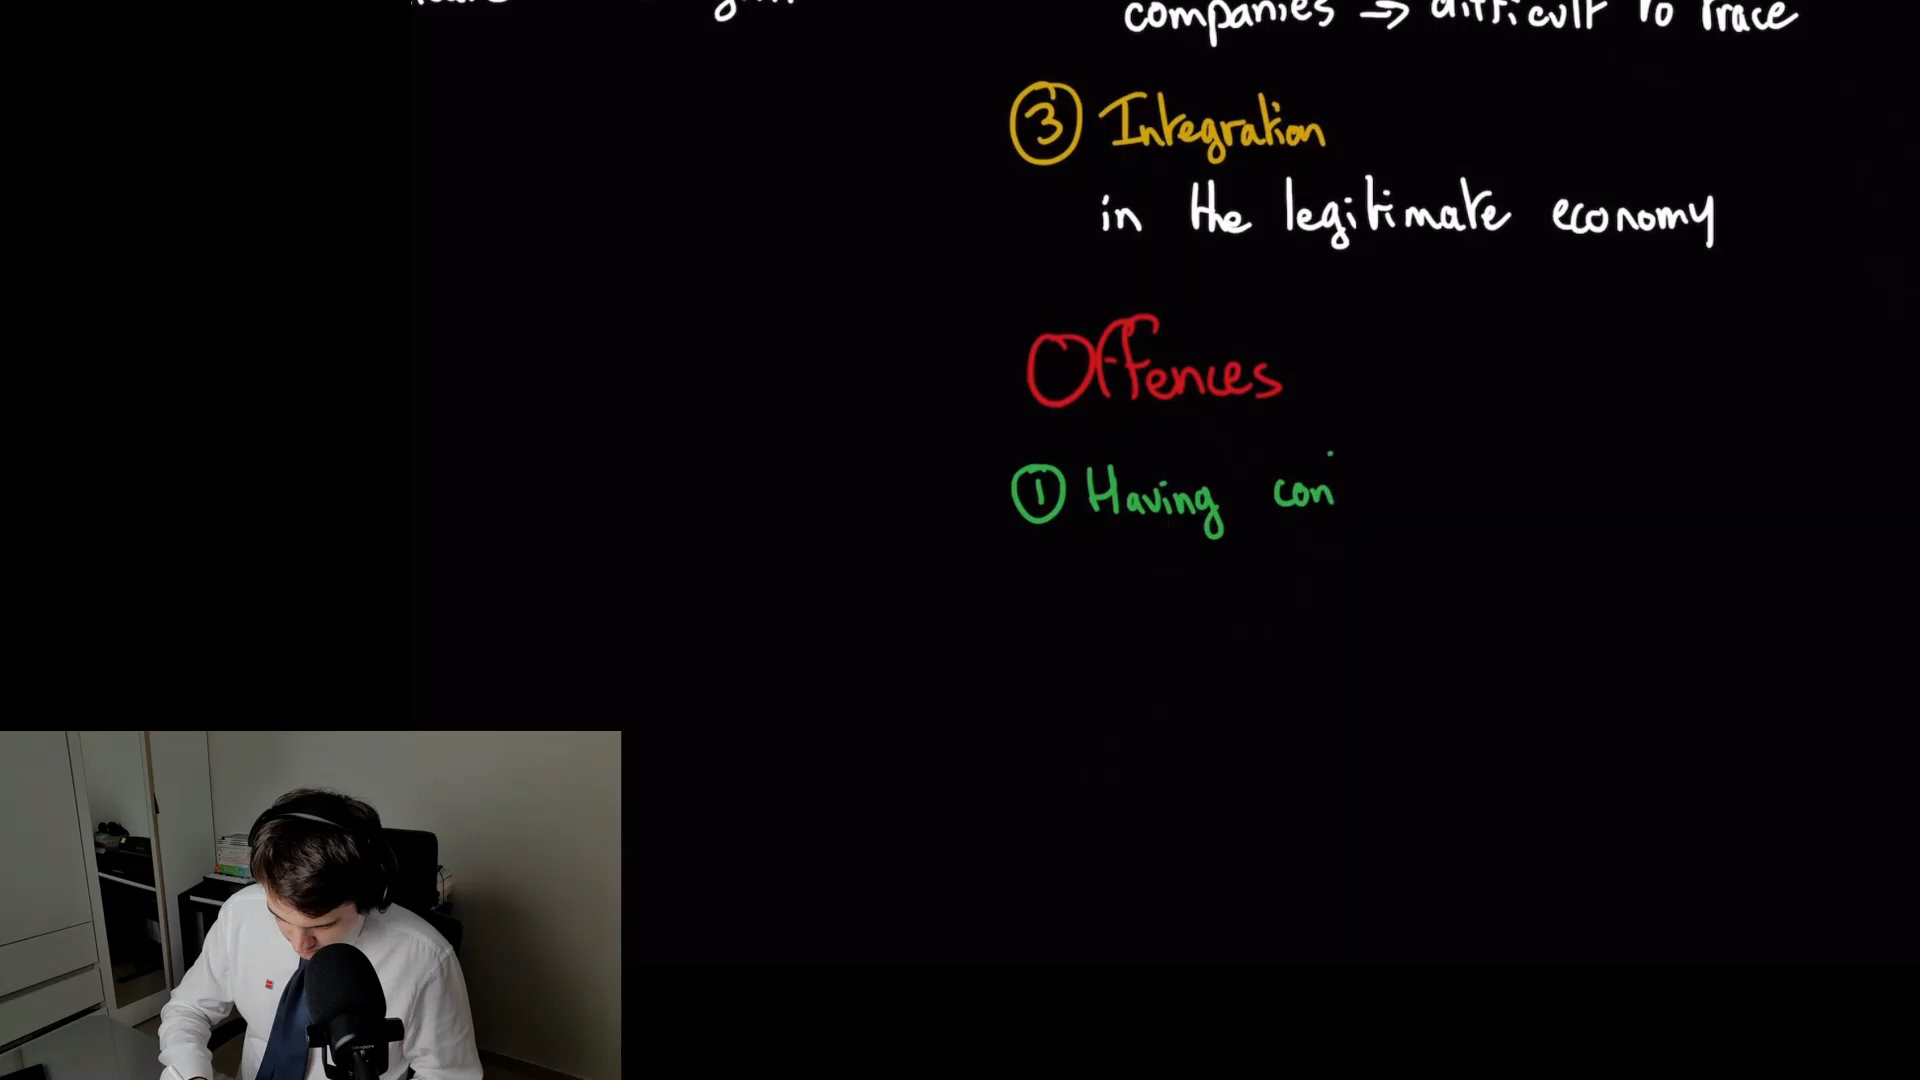 companies → difficult to trace
③ Integration
in the legitimate economy
Offences
① Having con